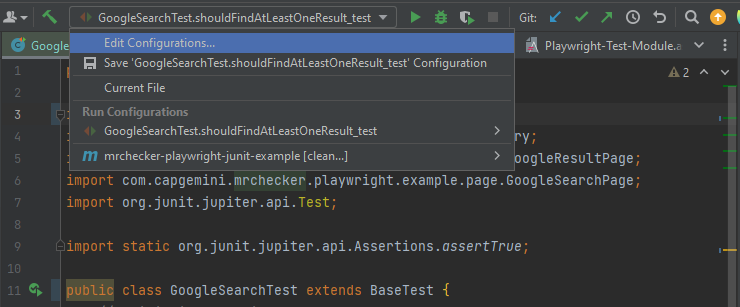 GoogleSearchTest.shouldFindAtLeastOneResult_test
Git:
Google
Playwright-Test-Module.a
Edit Configurations...
Save 'GoogleSearchTest.shouldFindAtLeastOneResult_test' Configuration
Current File
Run Configurations
GoogleSearchTest.shouldFindAtLeastOneResult_test
m mrchecker-playwright-junit-example [clean...]
2
1
2
3
4 ry;
5 oogleResultPage;
6 import com.capgemini.mrchecker.playwright.example.page.GoogleSearchPage;
7 import org.junit.jupiter.api.Test;
8
9 import static org.junit.jupiter.api.Assertions.assertTrue;
10
11 public class GoogleSearchTest extends BaseTest {